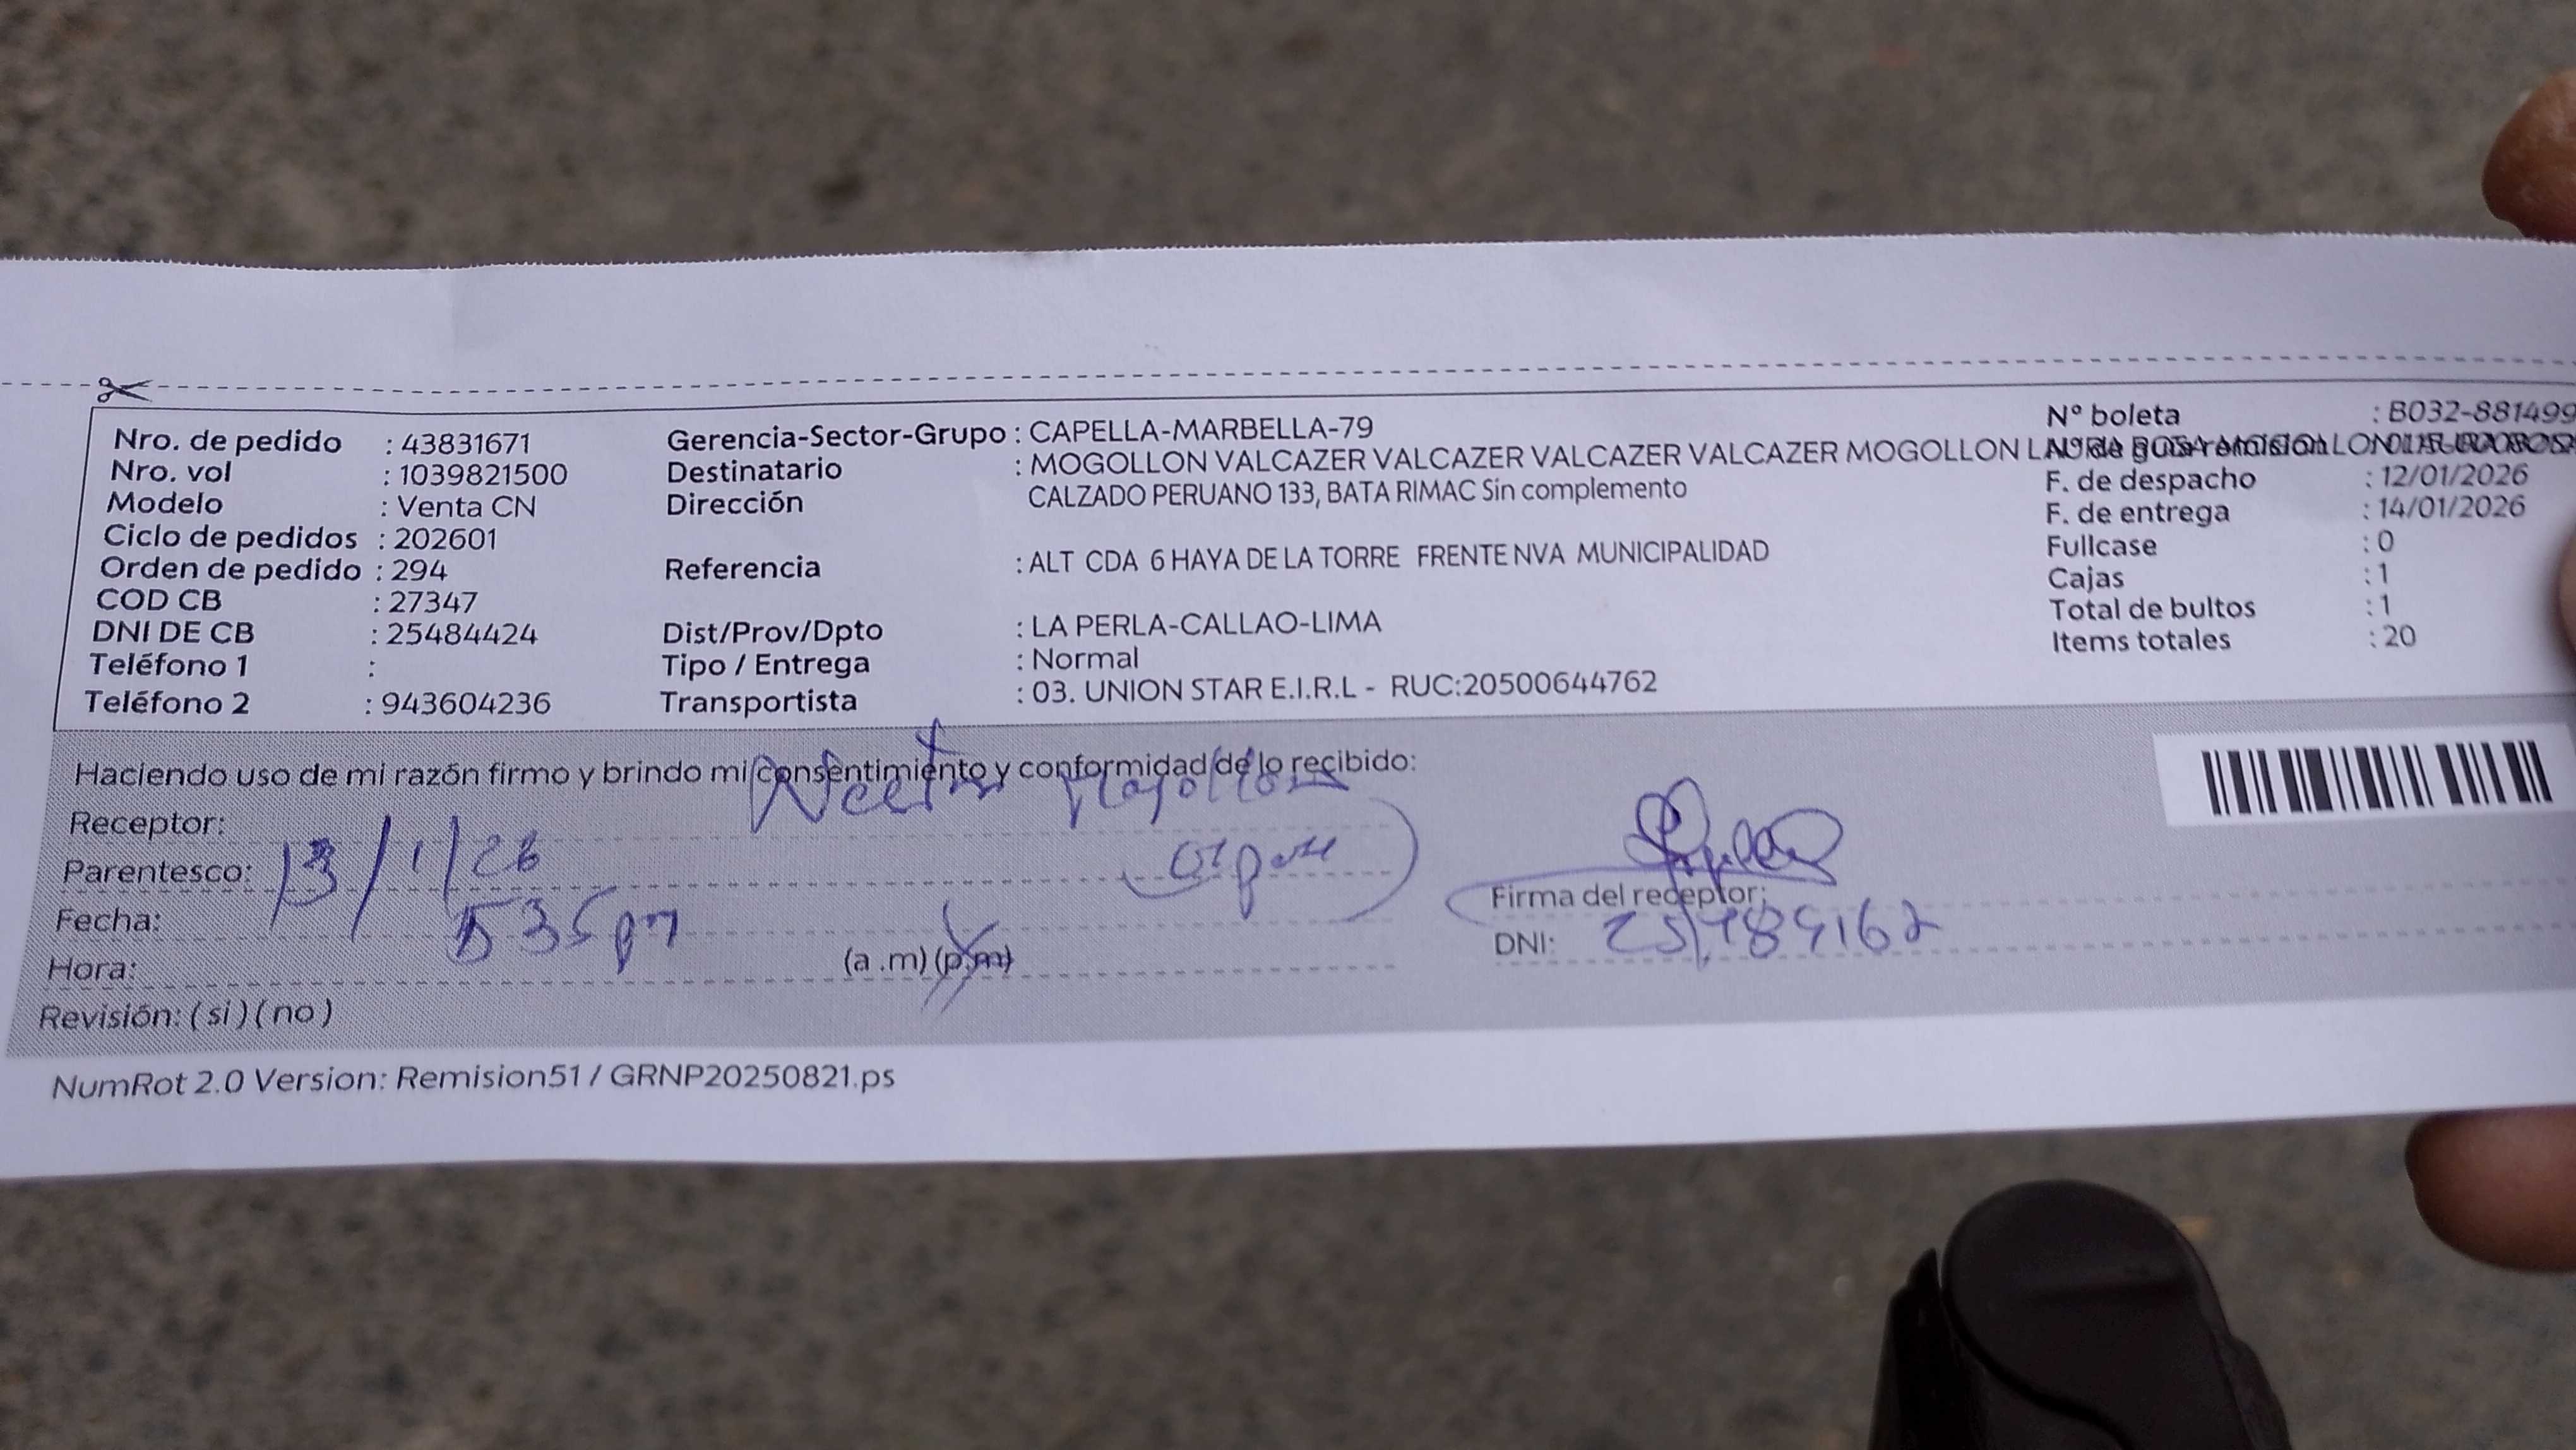 Nro. de pedido : 43831671
Nro. vol : 1039821500
Modelo : Venta CN
Ciclo de pedidos : 202601
Orden de pedido : 294
COD CB : 27347
DNI DE CB : 25484424
Teléfono 1 :
Teléfono 2 : 943604236
Gerencia-Sector-Grupo : CAPELLA-MARBELLA-79
Destinatario : MOGOLLON VALCAZER VALCAZER VALCAZER VALCAZER MOGOLLON
Dirección CALZADO PERUANO 133, BATA RIMAC Sin complemento
Referencia : ALT CDA 6 HAYA DE LA TORRE FRENTE NVA MUNICIPALIDAD
Dist/Prov/Dpto : LA PERLA-CALLAO-LIMA
Tipo / Entrega : Normal
Transportista : 03. UNION STAR E.I.R.L - RUC:20500644762
N° boleta : B032-881499
F. de despacho : 12/01/2026
F. de entrega : 14/01/2026
Fullcase : 0
Cajas : 1
Total de bultos : 1
Items totales : 20
Haciendo uso de mi razón firmo y brindo mi consentimiento y conformidad de lo recibido:
Receptor:
Parentesco:
13/1/26
Fecha:
535 pm
Hora: (a .m) (p.m)
Revisión: ( si ) ( no )
Firma del receptor:
DNI:
NumRot 2.0 Version: Remision51 / GRNP20250821.ps